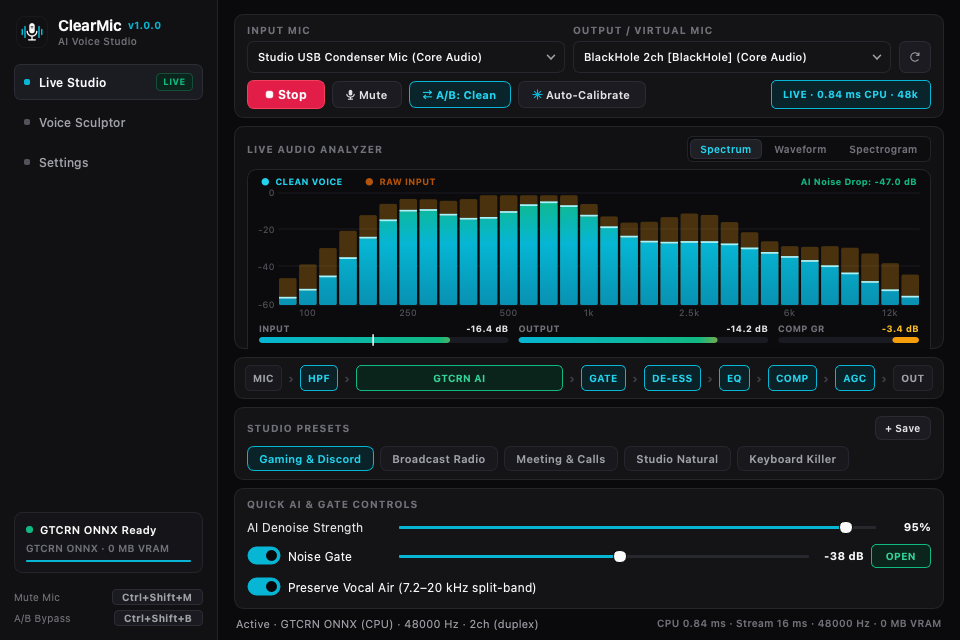 ClearMic v1.0.0
AI Voice Studio
Live Studio LIVE
Voice Sculptor
Settings
GTCRN ONNX Ready
GTCRN ONNX · 0 MB VRAM
Mute Mic Ctrl+Shift+M
A/B Bypass Ctrl+Shift+B
INPUT MIC OUTPUT / VIRTUAL MIC
Studio USB Condenser Mic (Core Audio) BlackHole 2ch [BlackHole] (Core Audio)
Stop Mute A/B: Clean Auto-Calibrate LIVE · 0.84 ms CPU · 48k
LIVE AUDIO ANALYZER Spectrum Waveform Spectrogram
CLEAN VOICE RAW INPUT AI Noise Drop: -47.0 dB
0
-20
-40
-60
100 250 500 1k 2.5k 6k 12k
INPUT -16.4 dB OUTPUT -14.2 dB COMP GR -3.4 dB
MIC › HPF › GTCRN AI › GATE › DE-ESS › EQ › COMP › AGC › OUT
STUDIO PRESETS + Save
Gaming & Discord Broadcast Radio Meeting & Calls Studio Natural Keyboard Killer
QUICK AI & GATE CONTROLS
AI Denoise Strength 95%
Noise Gate -38 dB OPEN
Preserve Vocal Air (7.2–20 kHz split-band)
Active · GTCRN ONNX (CPU) · 48000 Hz · 2ch (duplex) CPU 0.84 ms · Stream 16 ms · 48000 Hz · 0 MB VRAM